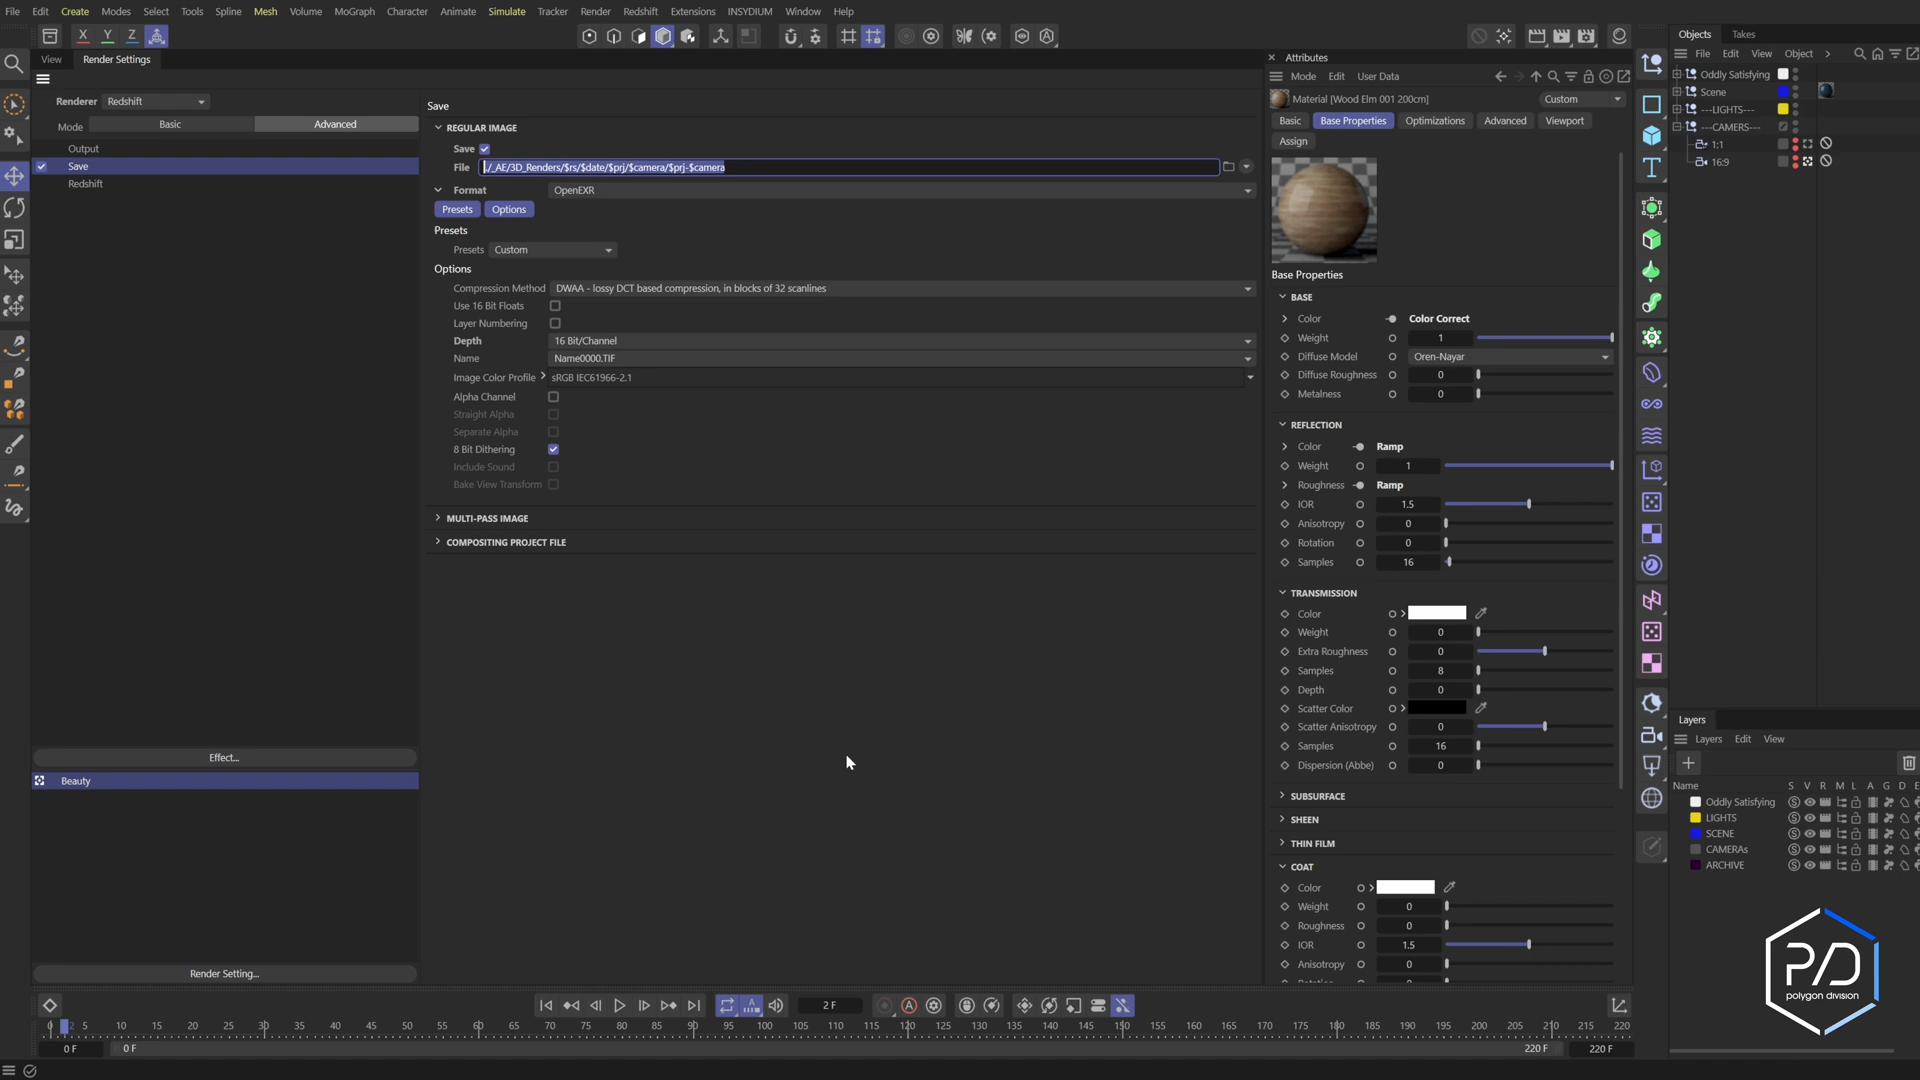 File Edit Create Modes Select Tools Spline Mesh Volume MoGraph Character Animate Simulate Tracker Render Redshift Extensions INSYDIUM Window Help
X Y Z
View Render Settings
Renderer Redshift
Mode Basic Advanced
Output
Save
Redshift
Effect...
Beauty
Render Setting...
Save
REGULAR IMAGE
Save
File ./_AE/3D_Renders/$rs/$date/$prj/$camera/$prj-$camera
Format OpenEXR
Presets Options
Presets
Presets Custom
Options
Compression Method DWAA - lossy DCT based compression, in blocks of 32 scanlines
Use 16 Bit Floats
Layer Numbering
Depth 16 Bit/Channel
Name Name0000.TIF
Image Color Profile sRGB IEC61966-2.1
Alpha Channel
Straight Alpha
Separate Alpha
8 Bit Dithering
Include Sound
Bake View Transform
MULTI-PASS IMAGE
COMPOSITING PROJECT FILE
Attributes
Mode Edit User Data
Material [Wood Elm 001 200cm] Custom
Basic Base Properties Optimizations Advanced Viewport
Assign
Base Properties
BASE
Color Color Correct
Weight 1
Diffuse Model Oren-Nayar
Diffuse Roughness 0
Metalness 0
REFLECTION
Color Ramp
Weight 1
Roughness Ramp
IOR 1.5
Anisotropy 0
Rotation 0
Samples 16
TRANSMISSION
Color
Weight 0
Extra Roughness 0
Samples 8
Depth 0
Scatter Color
Scatter Anisotropy 0
Samples 16
Dispersion (Abbe) 0
SUBSURFACE
SHEEN
THIN FILM
COAT
Color
Weight 0
Roughness 0
IOR 1.5
Anisotropy 0
Objects Takes
File Edit View Object
Oddly Satisfying
Scene
---LIGHTS---
---CAMERS---
1:1
16:9
Layers
Layers Edit View
Name S V R M L A G D E
Oddly Satisfying
LIGHTS
SCENE
CAMERAs
ARCHIVE
P/D
polygon division
2 F
0 2 5 10 15 20 25 30 35 40 45 50 55 60 65 70 75 80 85 90 95 100 105 110 115 120 125 130 135 140 145 150 155 160 165 170 175 180 185 190 195 200 205 210 215 220
0 F 0 F 220 F 220 F